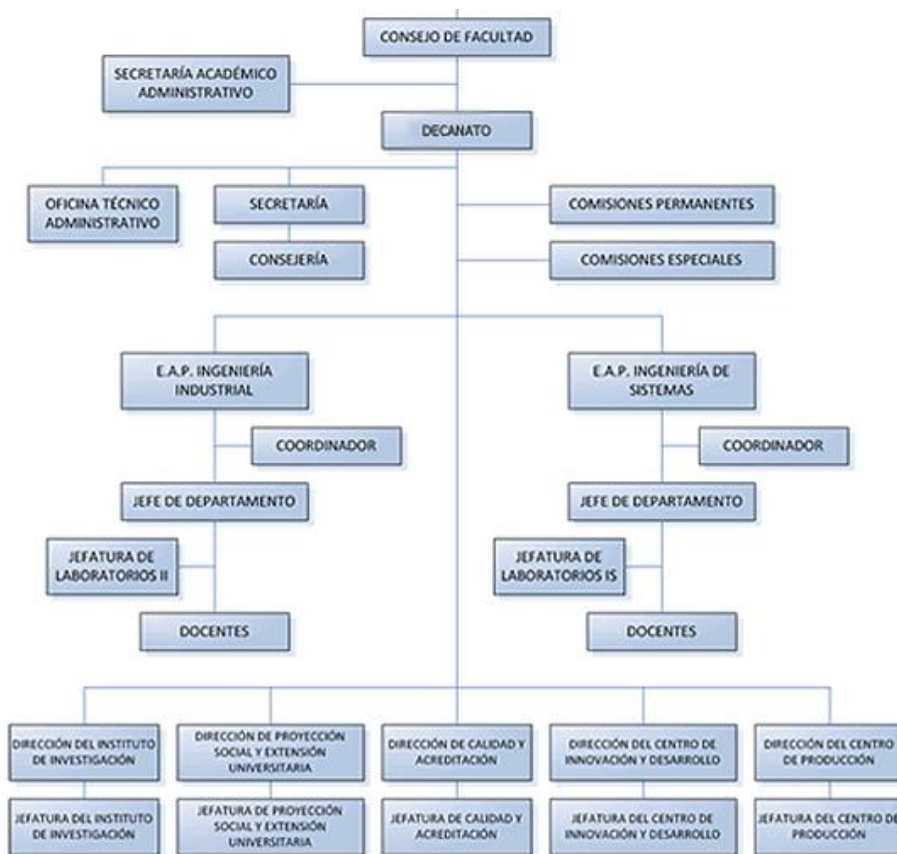 CONSEJO DE FACULTAD
SECRETARÍA ACADÉMICO
ADMINISTRATIVO
DECANATO
OFICINA TÉCNICO
ADMINISTRATIVO
SECRETARÍA
COMISIONES PERMANENTES
CONSEJERÍA
COMISIONES ESPECIALES
E.A.P. INGENIERÍA
INDUSTRIAL
E.A.P. INGENIERÍA DE
SISTEMAS
COORDINADOR
COORDINADOR
JEFE DE DEPARTAMENTO
JEFE DE DEPARTAMENTO
JEFATURA DE
LABORATORIOS II
JEFATURA DE
LABORATORIOS IS
DOCENTES
DOCENTES
DIRECCIÓN DEL INSTITUTO
DE INVESTIGACIÓN
DIRECCIÓN DE PROYECCIÓN
SOCIAL Y EXTENSIÓN
UNIVERSITARIA
DIRECCIÓN DE CALIDAD Y
ACREDITACIÓN
DIRECCIÓN DEL CENTRO DE
INNOVACIÓN Y DESARROLLO
DIRECCIÓN DEL CENTRO
DE PRODUCCIÓN
JEFATURA DEL INSTITUTO
DE INVESTIGACIÓN
JEFATURA DE PROYECCIÓN
SOCIAL Y EXTENSIÓN
UNIVERSITARIA
JEFATURA DE CALIDAD Y
ACREDITACIÓN
JEFATURA DEL CENTRO DE
INNOVACIÓN Y DESARROLLO
JEFATURA DEL CENTRO DE
PRODUCCIÓN